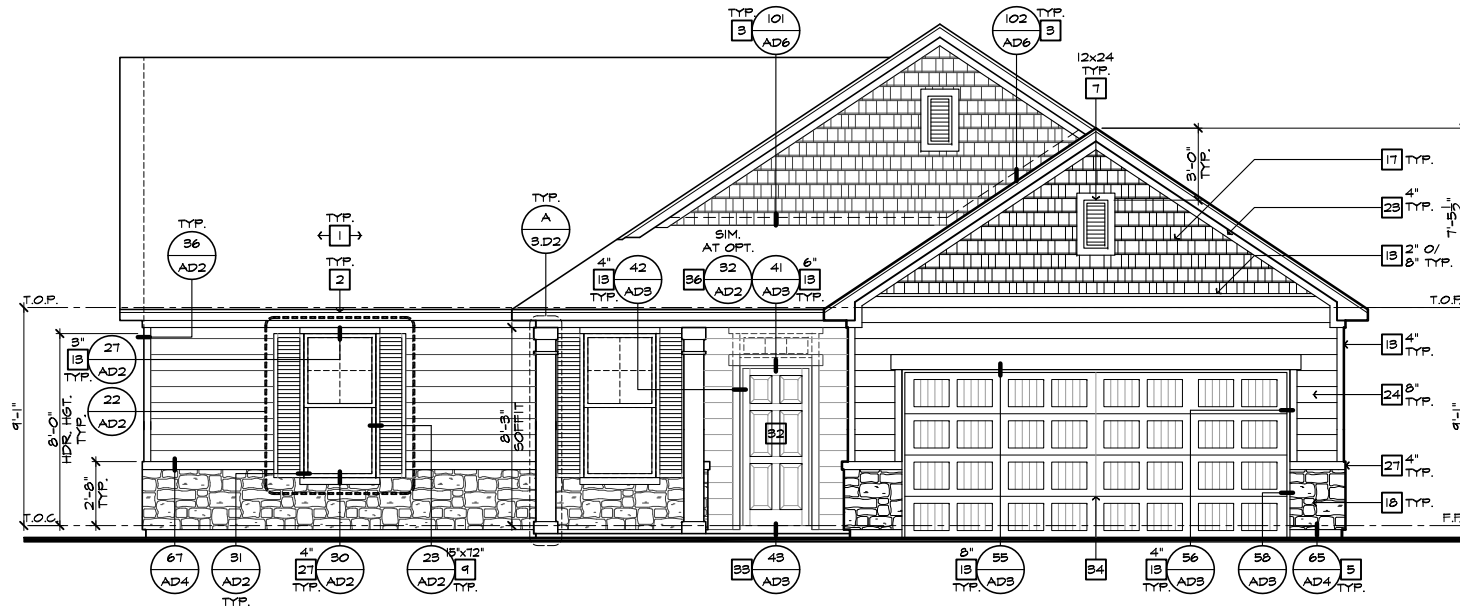 TYP.
3
101
AD6
102
AD6
TYP.
3
12x24
TYP.
7
3'-0"
TYP.
17 TYP.
23 4"
TYP.
13 2" O/
8" TYP.
TYP.
36
AD2
TYP.
1
TYP.
2
TYP.
A
3.D2
SIM.
AT OPT.
4"
13
TYP.
42
AD3
36
32
AD2
41
AD3
6"
13
TYP.
T.O.P.
T.O.P.
3"
13
TYP.
27
AD2
22
AD2
9'-1"
8'-0"
HDR. HGT.
TYP.
2'-8"
TYP.
8'-3"
SOFFIT
32
13 4"
TYP.
24 8"
TYP.
9'-1"
27 4"
TYP.
18 TYP.
T.O.C.
F.F.
67
AD4
31
AD2
TYP.
4"
27
TYP.
30
AD2
23
AD2
15"x72"
9
33
43
AD3
8"
13
TYP.
55
AD3
34
4"
13
TYP.
56
AD3
58
AD3
65
AD4
5
TYP.